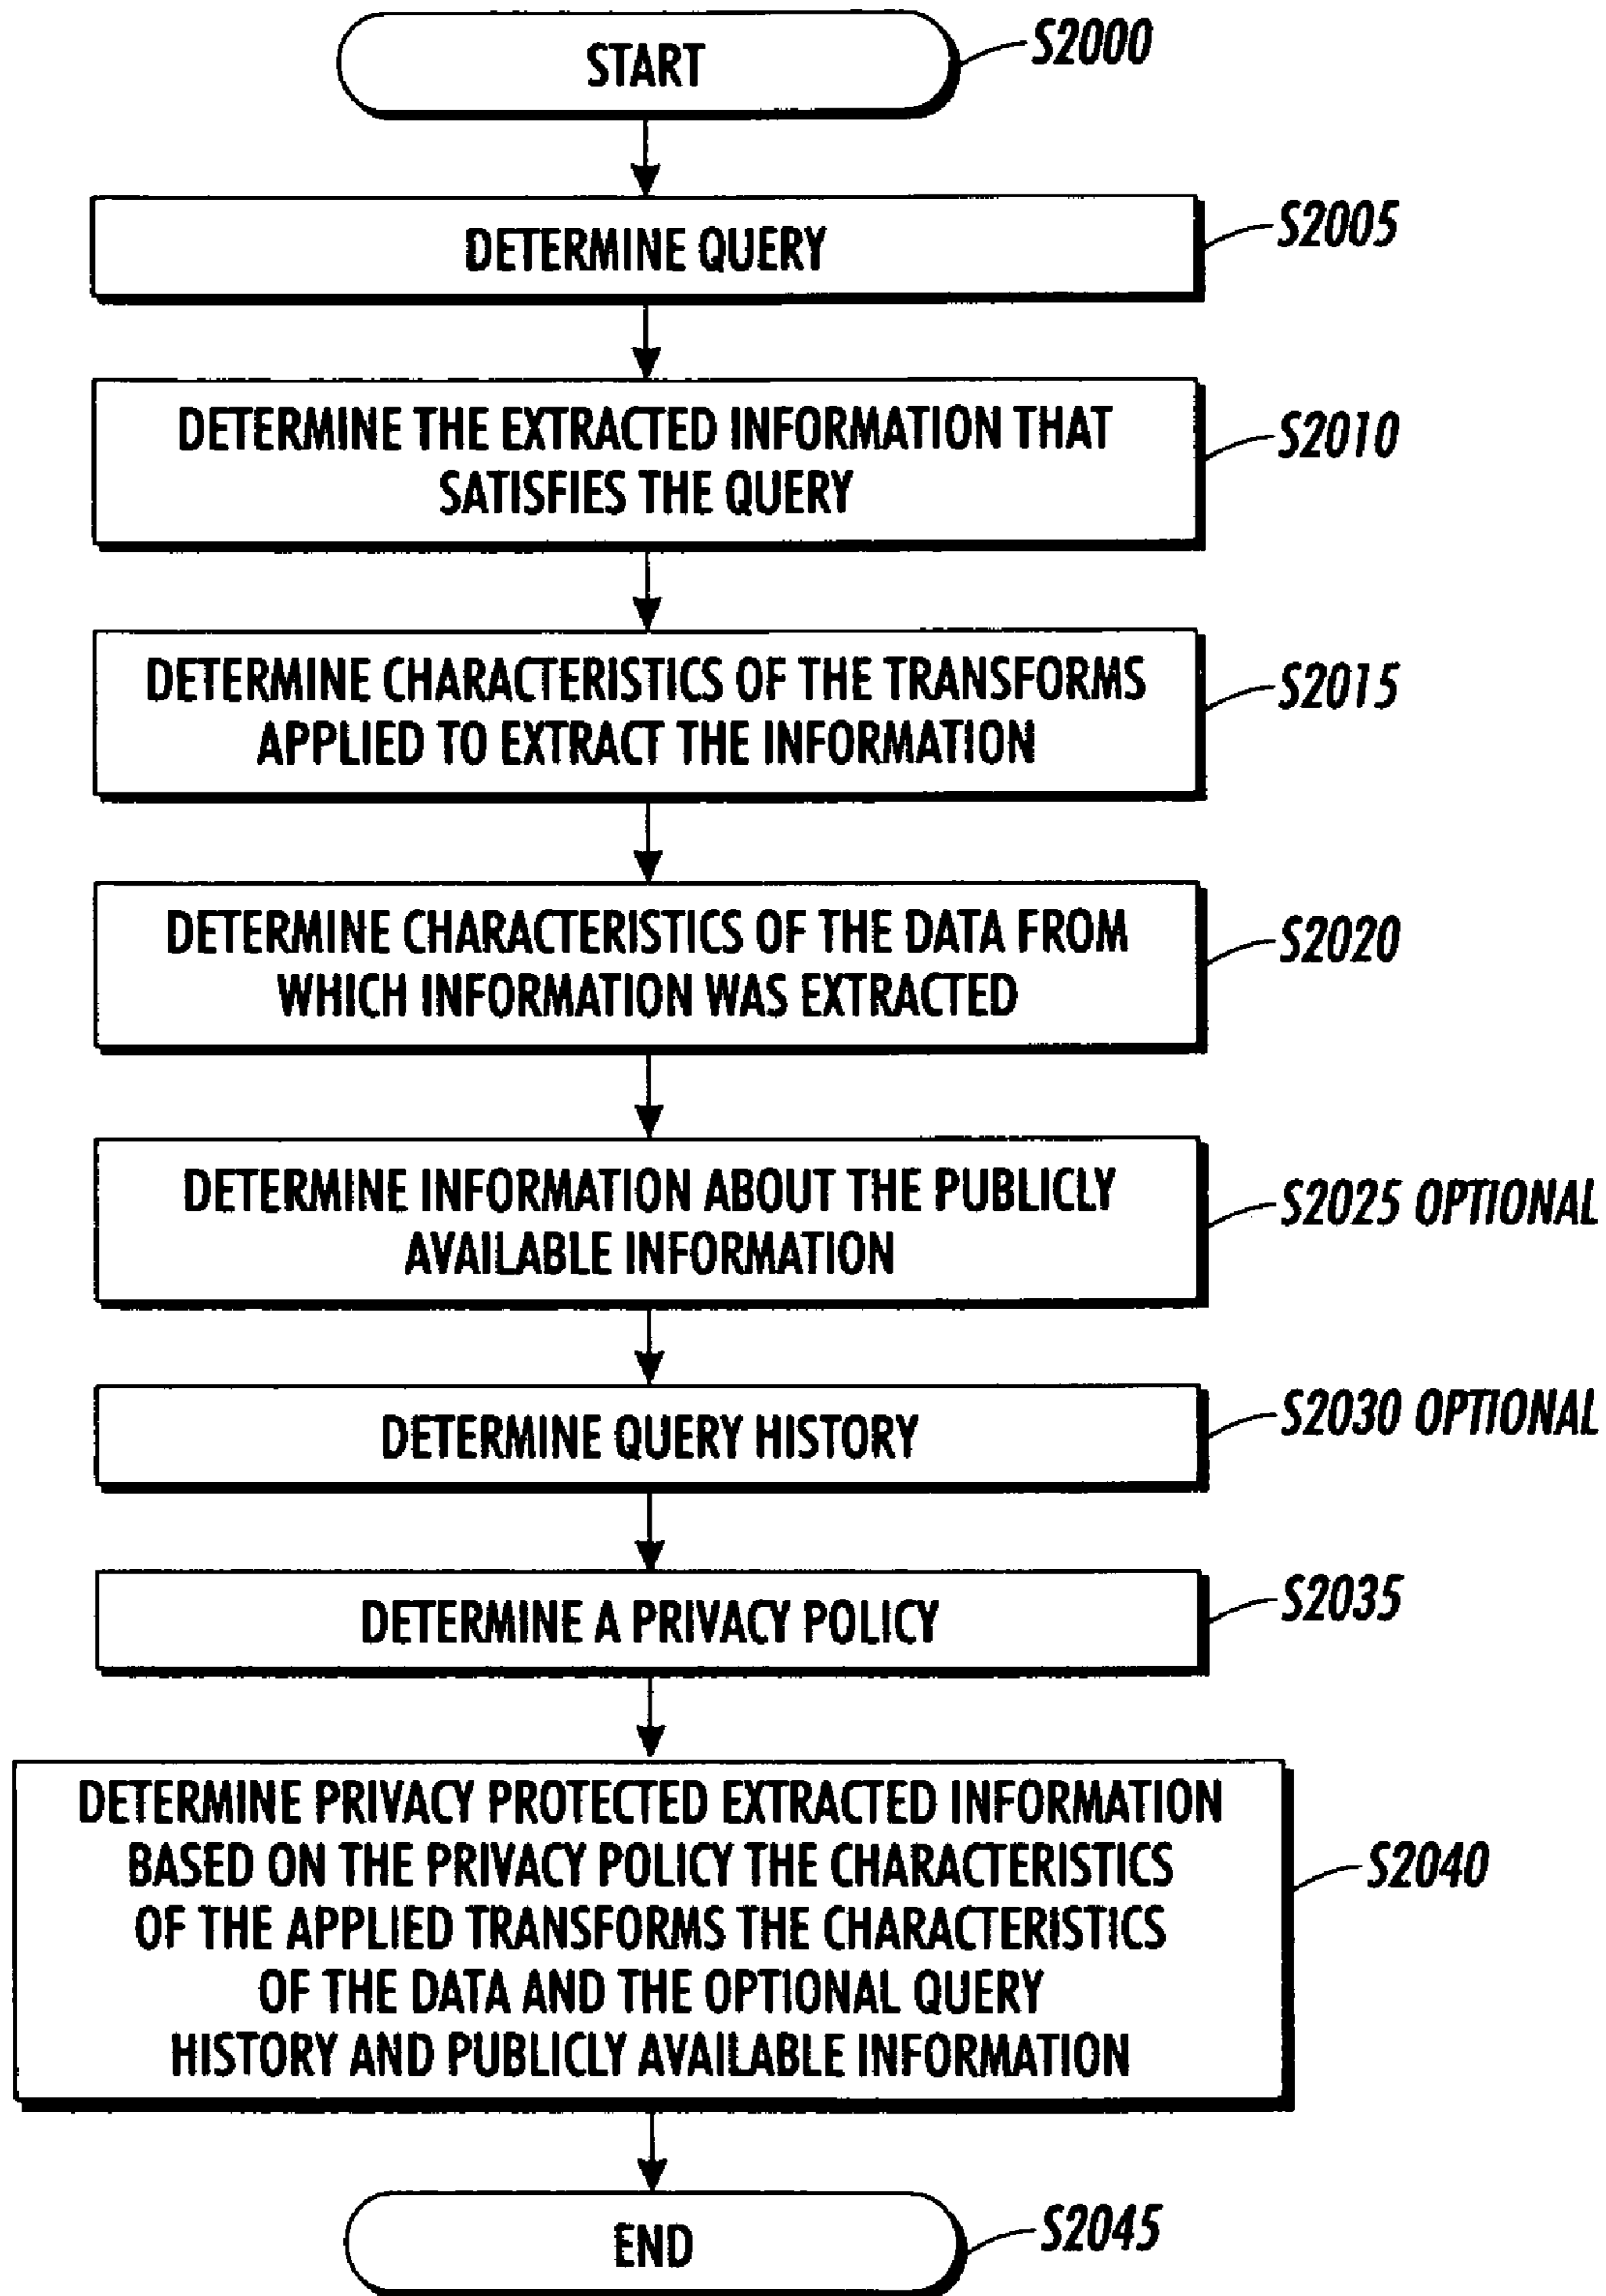 START
S2000
DETERMINE QUERY
S2005
DETERMINE THE EXTRACTED INFORMATION THAT
SATISFIES THE QUERY
S2010
DETERMINE CHARACTERISTICS OF THE TRANSFORMS
APPLIED TO EXTRACT THE INFORMATION
S2015
DETERMINE CHARACTERISTICS OF THE DATA FROM
WHICH INFORMATION WAS EXTRACTED
S2020
DETERMINE INFORMATION ABOUT THE PUBLICLY
AVAILABLE INFORMATION
S2025 OPTIONAL
DETERMINE QUERY HISTORY
S2030 OPTIONAL
DETERMINE A PRIVACY POLICY
S2035
DETERMINE PRIVACY PROTECTED EXTRACTED INFORMATION
BASED ON THE PRIVACY POLICY THE CHARACTERISTICS
OF THE APPLIED TRANSFORMS THE CHARACTERISTICS
OF THE DATA AND THE OPTIONAL QUERY
HISTORY AND PUBLICLY AVAILABLE INFORMATION
S2040
END
S2045